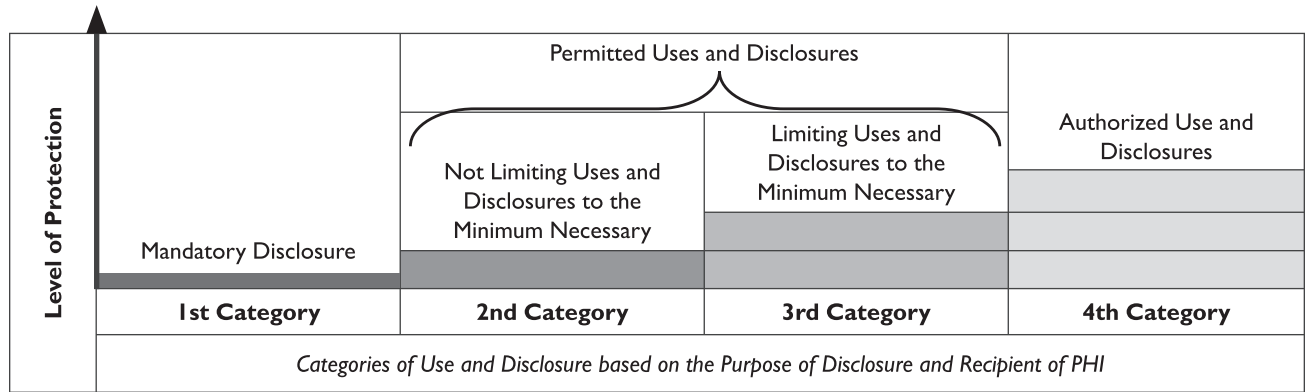 Permitted Uses and Disclosures
Level of Protection
Mandatory Disclosure
Not Limiting Uses and
Disclosures to the
Minimum Necessary
Limiting Uses and
Disclosures to the
Minimum Necessary
Authorized Use and
Disclosures
1st Category
2nd Category
3rd Category
4th Category
Categories of Use and Disclosure based on the Purpose of Disclosure and Recipient of PHI